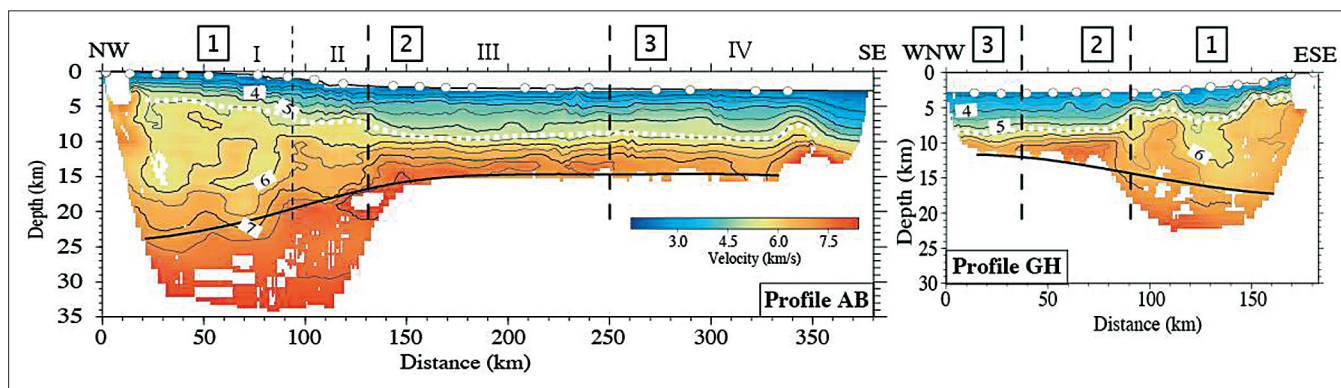 1 I II 2 III 3 IV
NW SE
0
5
10
15
20
25
30
35
Depth (km)
4
5
6
7
3.0 4.5 6.0 7.5
Velocity (km/s)
Profile AB
0 50 100 150 200 250 300 350
Distance (km)
3 2 1
WNW ESE
0
5
10
15
20
25
30
Depth (km)
4
5
6
Profile GH
0 50 100 150
Distance (km)